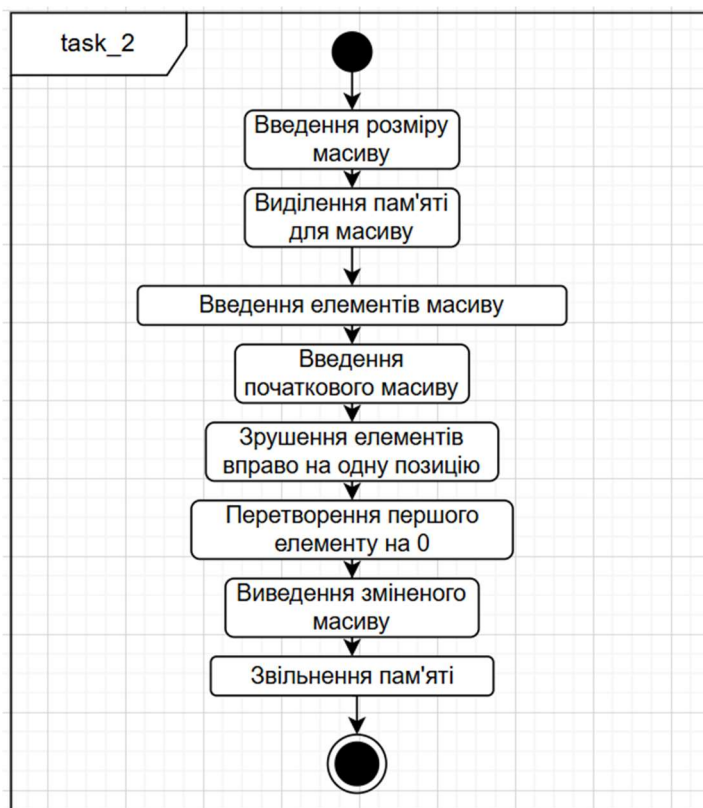 task_2
Введення розміру
масиву
Виділення пам'яті
для масиву
Введення елементів масиву
Введення
початкового масиву
Зрушення елементів
вправо на одну позицію
Перетворення першого
елементу на 0
Виведення зміненого
масиву
Звільнення пам'яті